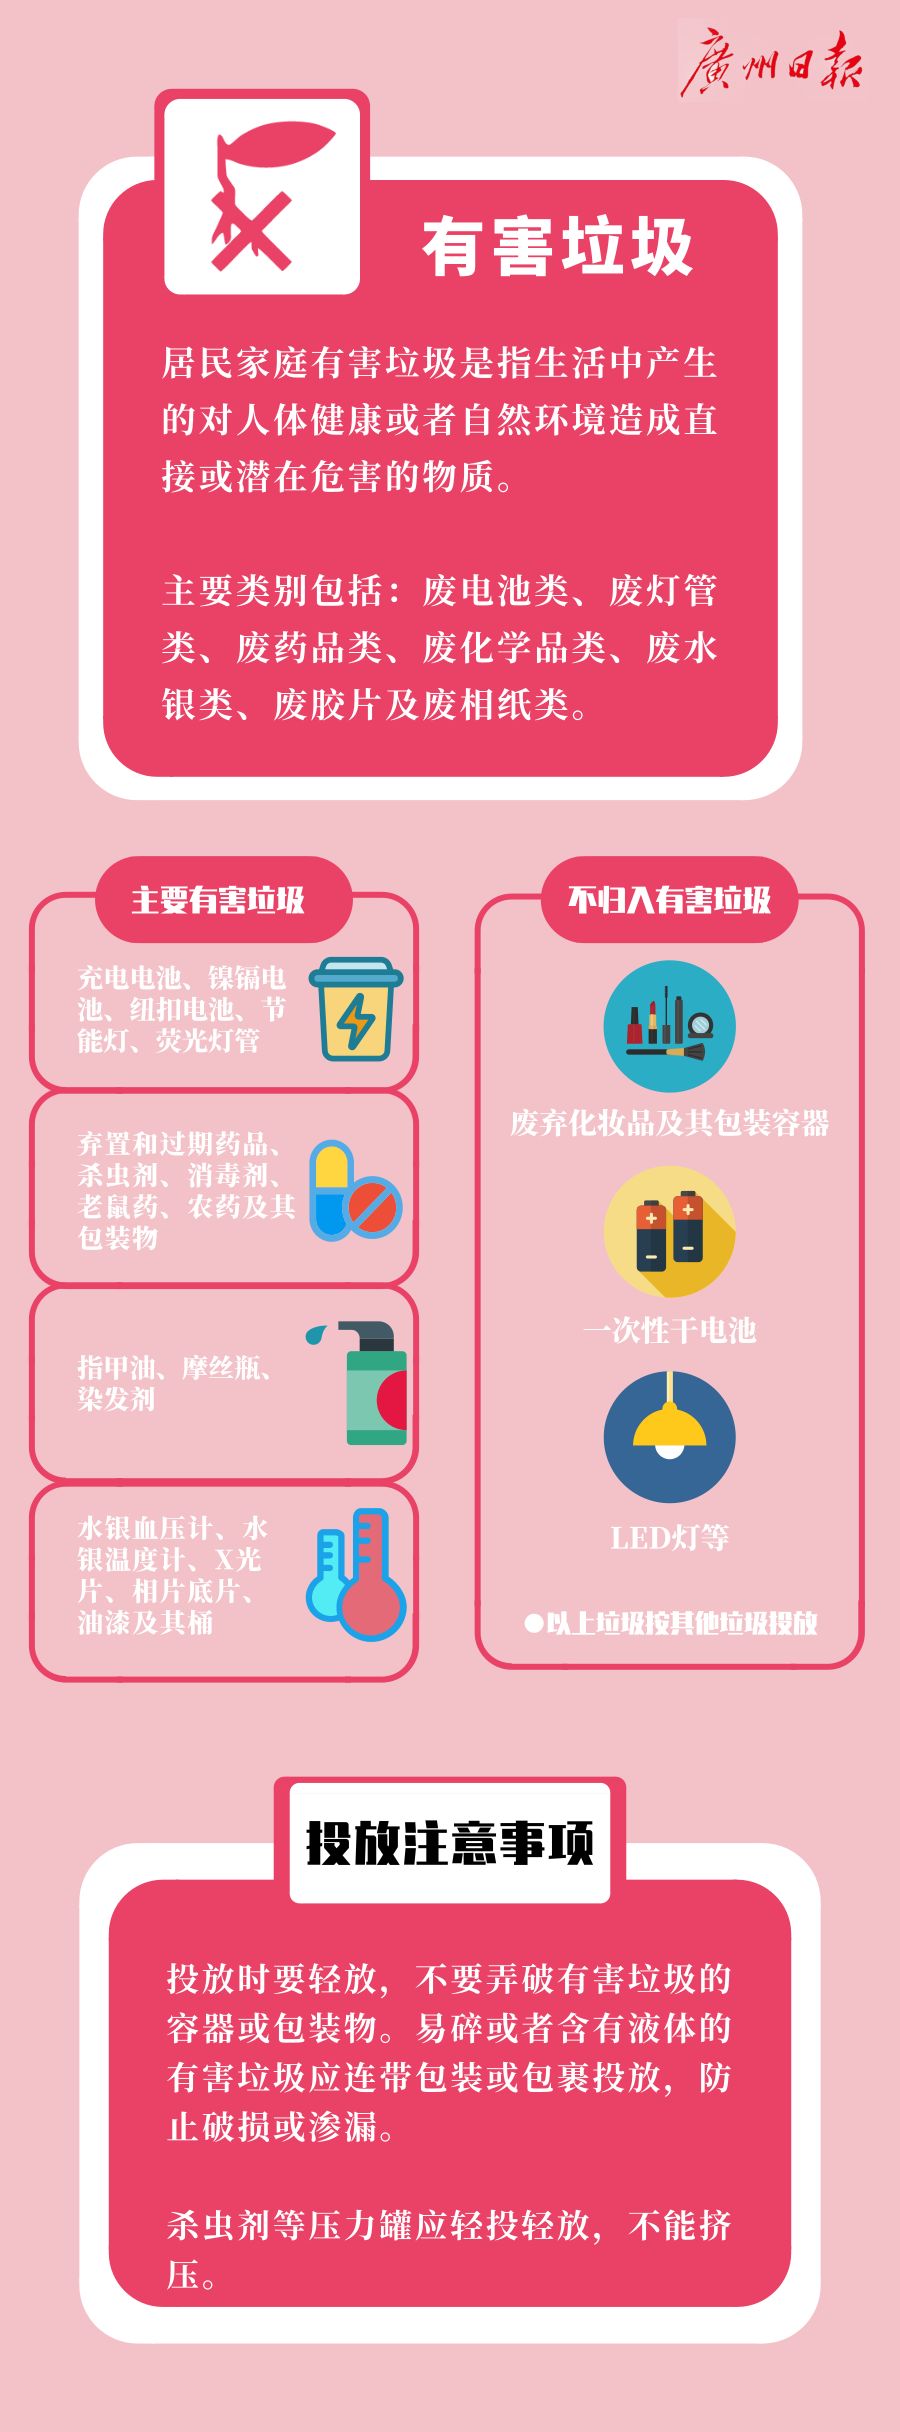 廣州日報
有害垃圾
居民家庭有害垃圾是指生活中产生
的对人体健康或者自然环境造成直
接或潜在危害的物质。
主要类别包括：废电池类、废灯管
类、废药品类、废化学品类、废水
银类、废胶片及废相纸类。
主要有害垃圾
充电电池、镍镉电
池、纽扣电池、节
能灯、荧光灯管
弃置和过期药品、
杀虫剂、消毒剂、
老鼠药、农药及其
包装物
指甲油、摩丝瓶、
染发剂
水银血压计、水
银温度计、X光
片、相片底片、
油漆及其桶
不归入有害垃圾
废弃化妆品及其包装容器
一次性干电池
LED灯等
●以上垃圾按其他垃圾投放
投放注意事项
投放时要轻放，不要弄破有害垃圾的
容器或包装物。易碎或者含有液体的
有害垃圾应连带包装或包裹投放，防
止破损或渗漏。
杀虫剂等压力罐应轻投轻放，不能挤
压。